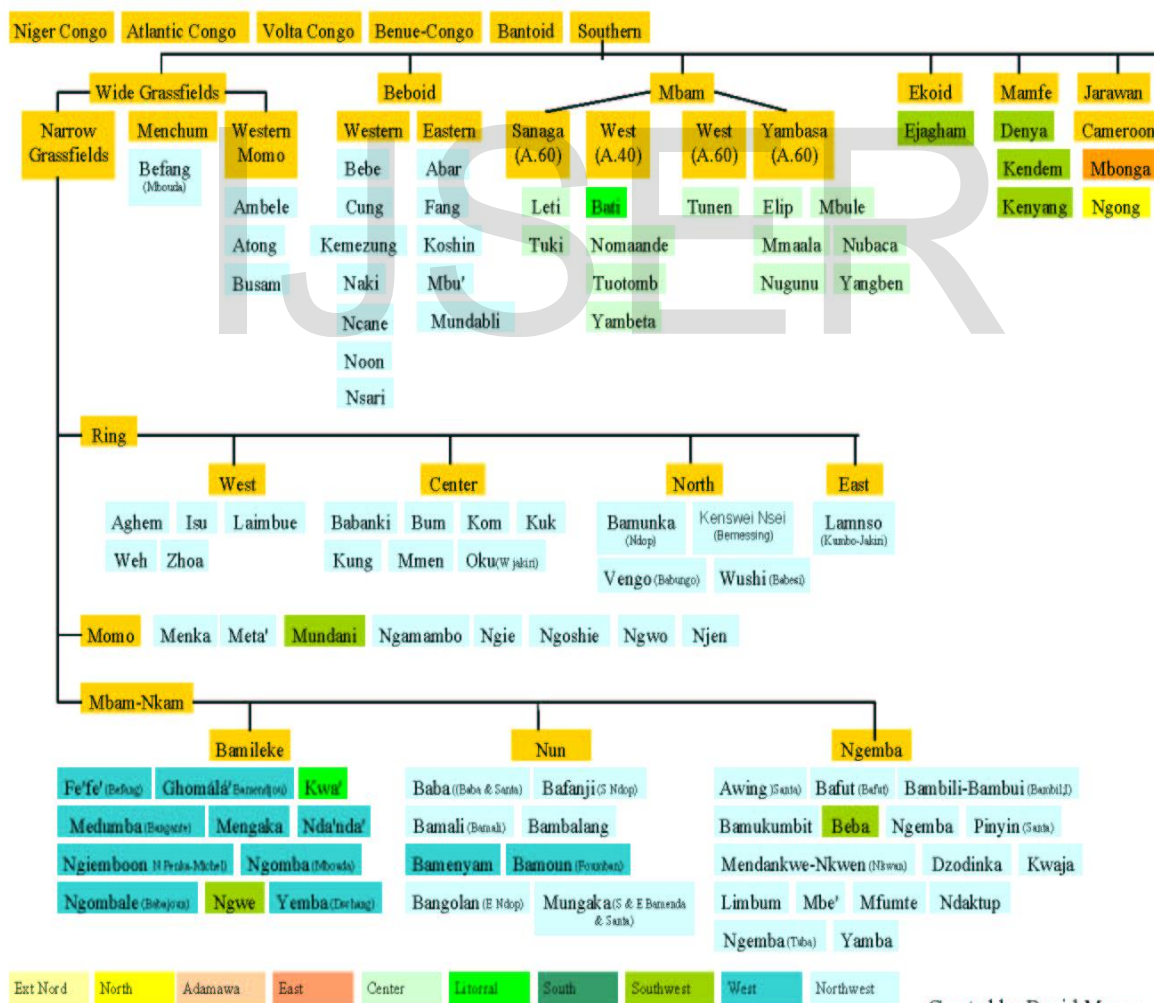 Niger Congo Atlantic Congo Volta Congo Benue-Congo Bantoid Southern
Wide Grassfields Beboid Mbam Ekoid Mamfe Jarawan
Narrow Grassfields Menchum Western Momo Western Eastern Sanaga (A.60) West (A.40) West (A.60) Yambasa (A.60) Ejagham Denya Cameroon
Befang (Mbouda) Bebe Abar Kendem Mbonga
Ambele Cung Fang Leti Bati Tunen Elip Mbule Kenyang Ngong
Atong Kemezung Koshin Tuki Nomaande Mmaala Nubaca
Busam Naki Mbu' Tuotomb Nugunu Yangben
Ncane Mundabli Yambeta
Noon
Nsari
IJSER
Ring
West Center North East
Aghem Isu Laimbue Babanki Bum Kom Kuk Bamunka (Ndop) Kenswei Nsei (Bemessing) Lamnso (Kumbo-Jakiri)
Weh Zhoa Kung Mmen Oku(W jakiri) Vengo (Babungo) Wushi (Babesi)
Momo Menka Meta' Mundani Ngamambo Ngie Ngoshie Ngwo Njen
Mbam-Nkam
Bamileke Nun Ngemba
Fe'fe' (Bafang) Ghomálá' Bamendjou) Kwa' Baba ((Baba & Santa) Bafanji (S Ndop) Awing )Santa) Bafut (Bafut) Bambili-Bambui (Bambil,I)
Medumba (Bangante) Mengaka Nda'nda' Bamali (Bamali) Bambalang Bamukumbit Beba Ngemba Pinyin (Santa)
Ngiemboon N Penka-Michel) Ngomba (Mbouda) Bamenyam Bamoun (Foumban) Mendankwe-Nkwen (Nkwen) Dzodinka Kwaja
Ngombale (Babajou) Ngwe Yemba (Dschang) Bangolan (E Ndop) Mungaka (S & E Bamenda & Santa) Limbum Mbe' Mfumte Ndaktup
Ngemba (Tuba) Yamba
Ext Nord North Adamawa East Center Litorral South Southwest West Northwest